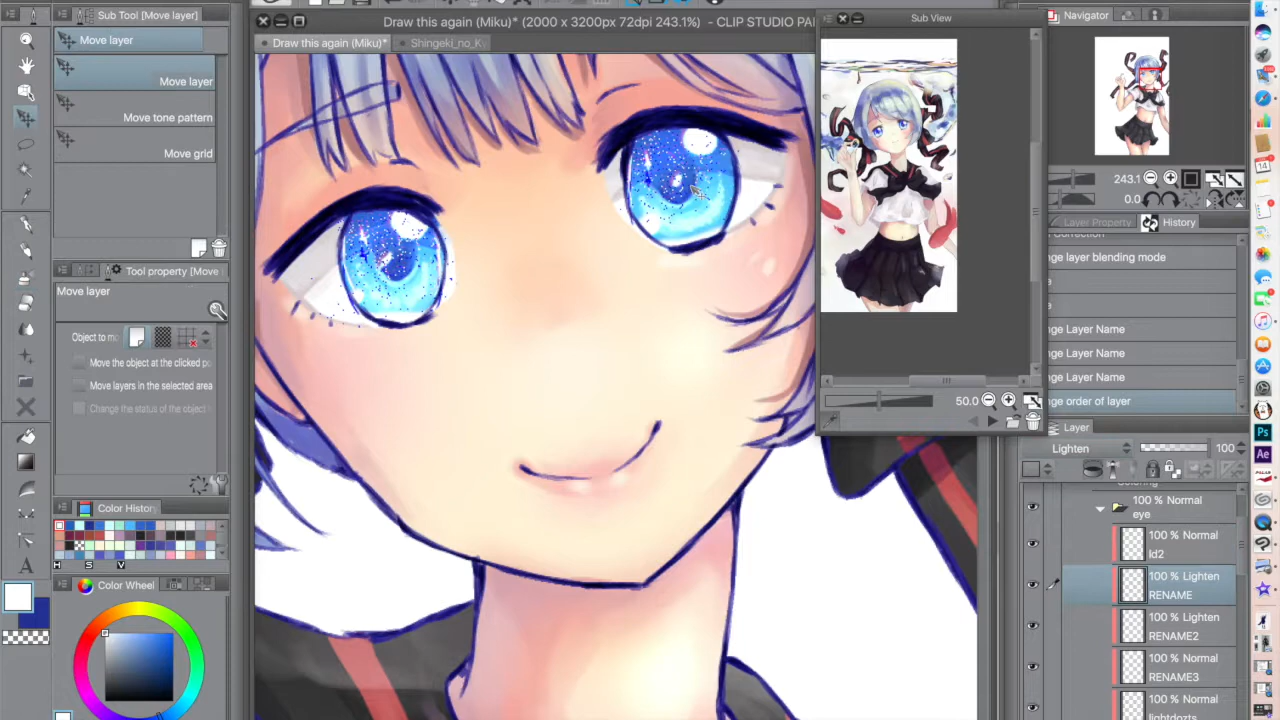 Sub Tool [Move layer]
Move layer
Move layer
Move tone pattern
Move grid
Tool property [Move
Move layer
Object to m
Move the object at the clicked p
Move layers in the selected area
Change the status of the object
Color History
H S V
Color Wheel
A
Draw this again (Miku)* (2000 x 3200px 72dpi 243.1%) - CLIP STUDIO PA
Draw this again (Miku)*
Shingeki_no_Ky
Sub View
50.0
Navigator
243.1
0.0
Layer Property
History
nge layer blending mode
nge Layer Name
nge Layer Name
nge Layer Name
nge order of layer
Layer
Lighten
100
100 % Normal
eye
100 % Normal
ld2
100 % Lighten
RENAME
100 % Lighten
RENAME2
100 % Normal
RENAME3
100 % Normal
lightdozts
14
Ps
Ae